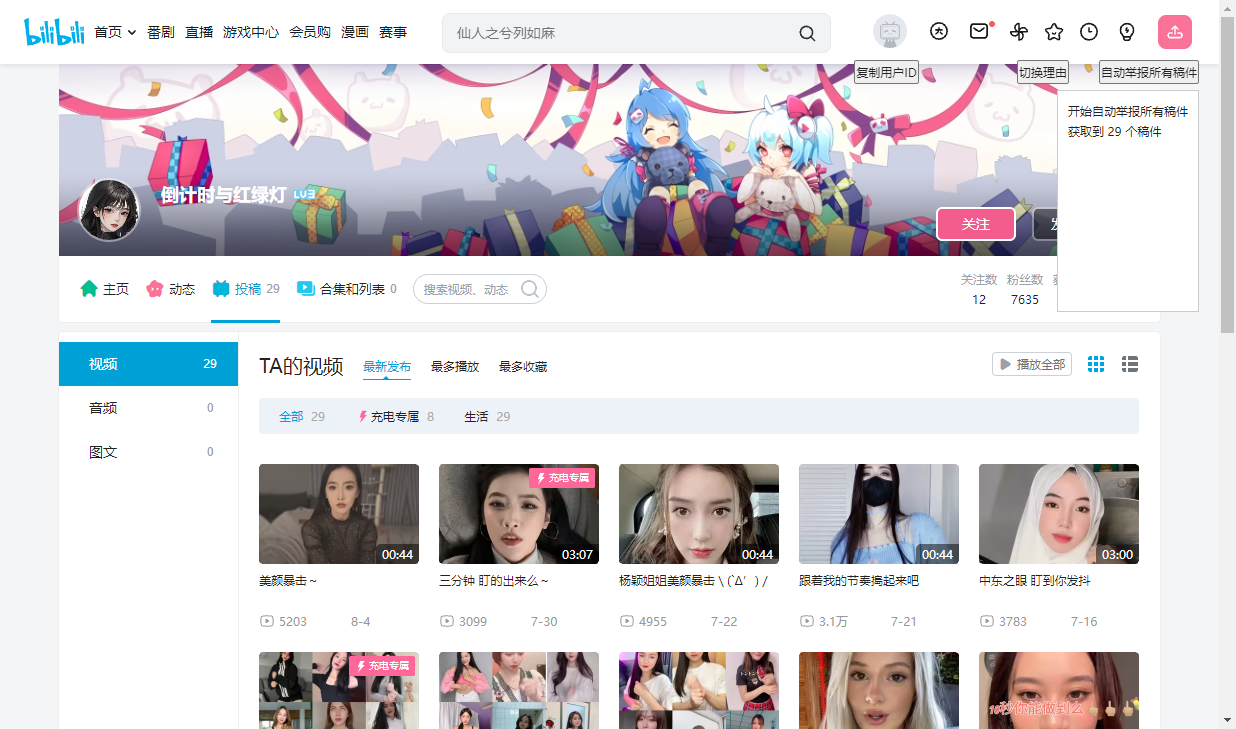 bilibili 首页 番剧 直播 游戏中心 会员购 漫画 赛事 仙人之兮列如麻
复制用户ID 切换理由 自动举报所有稿件
开始自动举报所有稿件
获取到 29 个稿件
倒计时与红绿灯 LV3
关注 发
主页 动态 投稿 29 合集和列表 0 搜索视频、动态
关注数 粉丝数
12 7635
视频 29
音频 0
图文 0
TA的视频 最新发布 最多播放 最多收藏 播放全部
全部 29 充电专属 8 生活 29
00:44
充电专属 03:07
00:44
00:44
03:00
美颜暴击~
三分钟 盯的出来么~
杨颖姐姐美颜暴击 \ (`Δ′) /
跟着我的节奏捣起来吧
中东之眼 盯到你发抖
5203 8-4
3099 7-30
4955 7-22
3.1万 7-21
3783 7-16
充电专属
10秒你能做到么